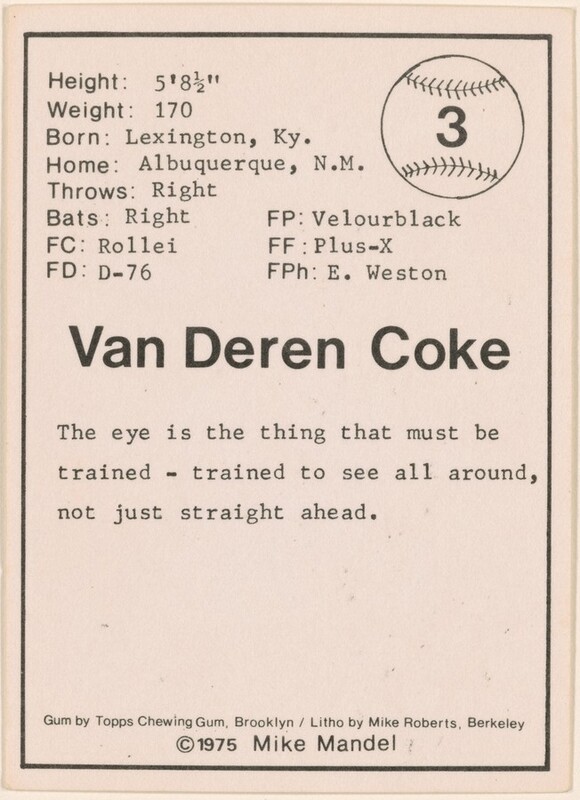 Height: 5'8½"
3
Weight: 170
Born: Lexington, Ky.
Home: Albuquerque, N.M.
Throws: Right
Bats: Right FP: Velourblack
FC: Rollei FF: Plus-X
FD: D-76 FPh: E. Weston
Van Deren Coke
The eye is the thing that must be
trained - trained to see all around,
not just straight ahead.
Gum by Topps Chewing Gum, Brooklyn / Litho by Mike Roberts, Berkeley
©1975 Mike Mandel